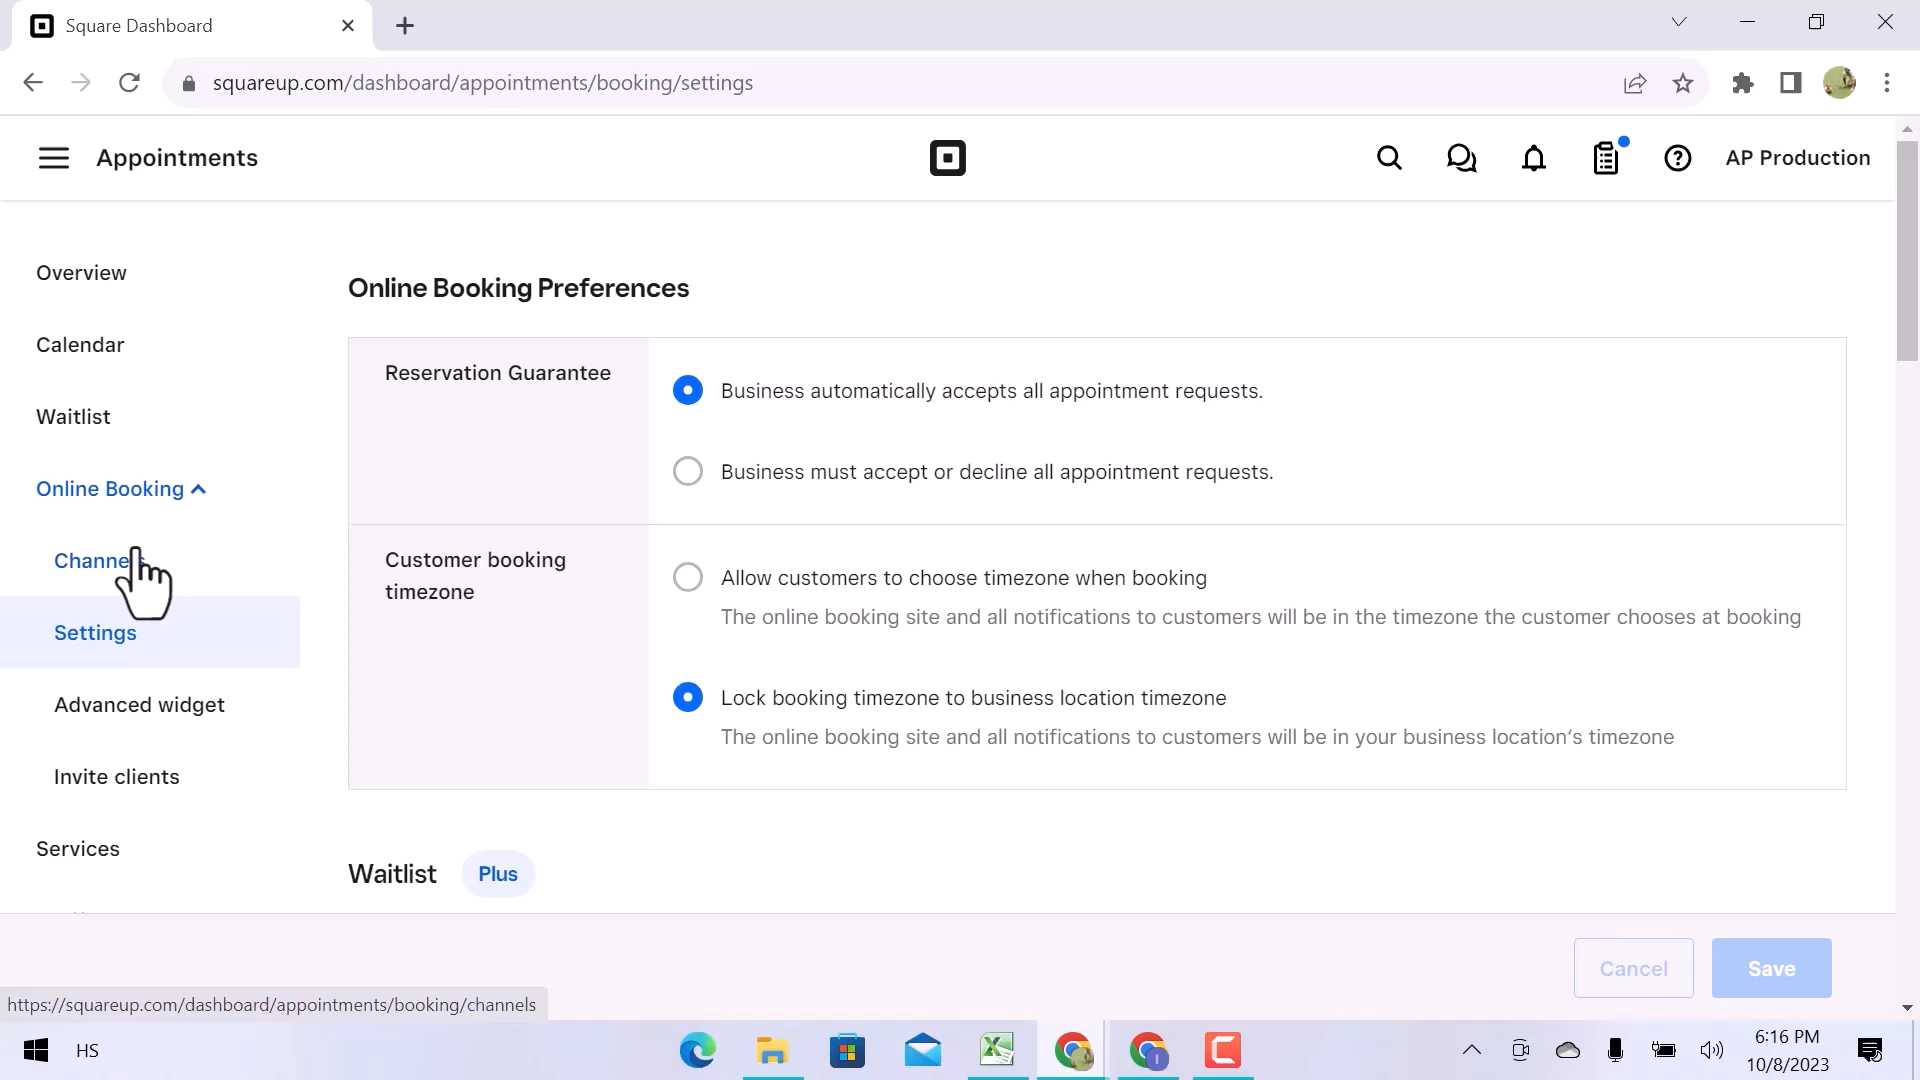 Square Dashboard
squareup.com/dashboard/appointments/booking/settings
Appointments
AP Production
Overview
Calendar
Waitlist
Online Booking
Channels
Settings
Advanced widget
Invite clients
Services
Online Booking Preferences
Reservation Guarantee
Business automatically accepts all appointment requests.
Business must accept or decline all appointment requests.
Customer booking
timezone
Allow customers to choose timezone when booking
The online booking site and all notifications to customers will be in the timezone the customer chooses at booking
Lock booking timezone to business location timezone
The online booking site and all notifications to customers will be in your business location's timezone
Waitlist Plus
Cancel Save
https://squareup.com/dashboard/appointments/booking/channels
HS
6:16 PM
10/8/2023